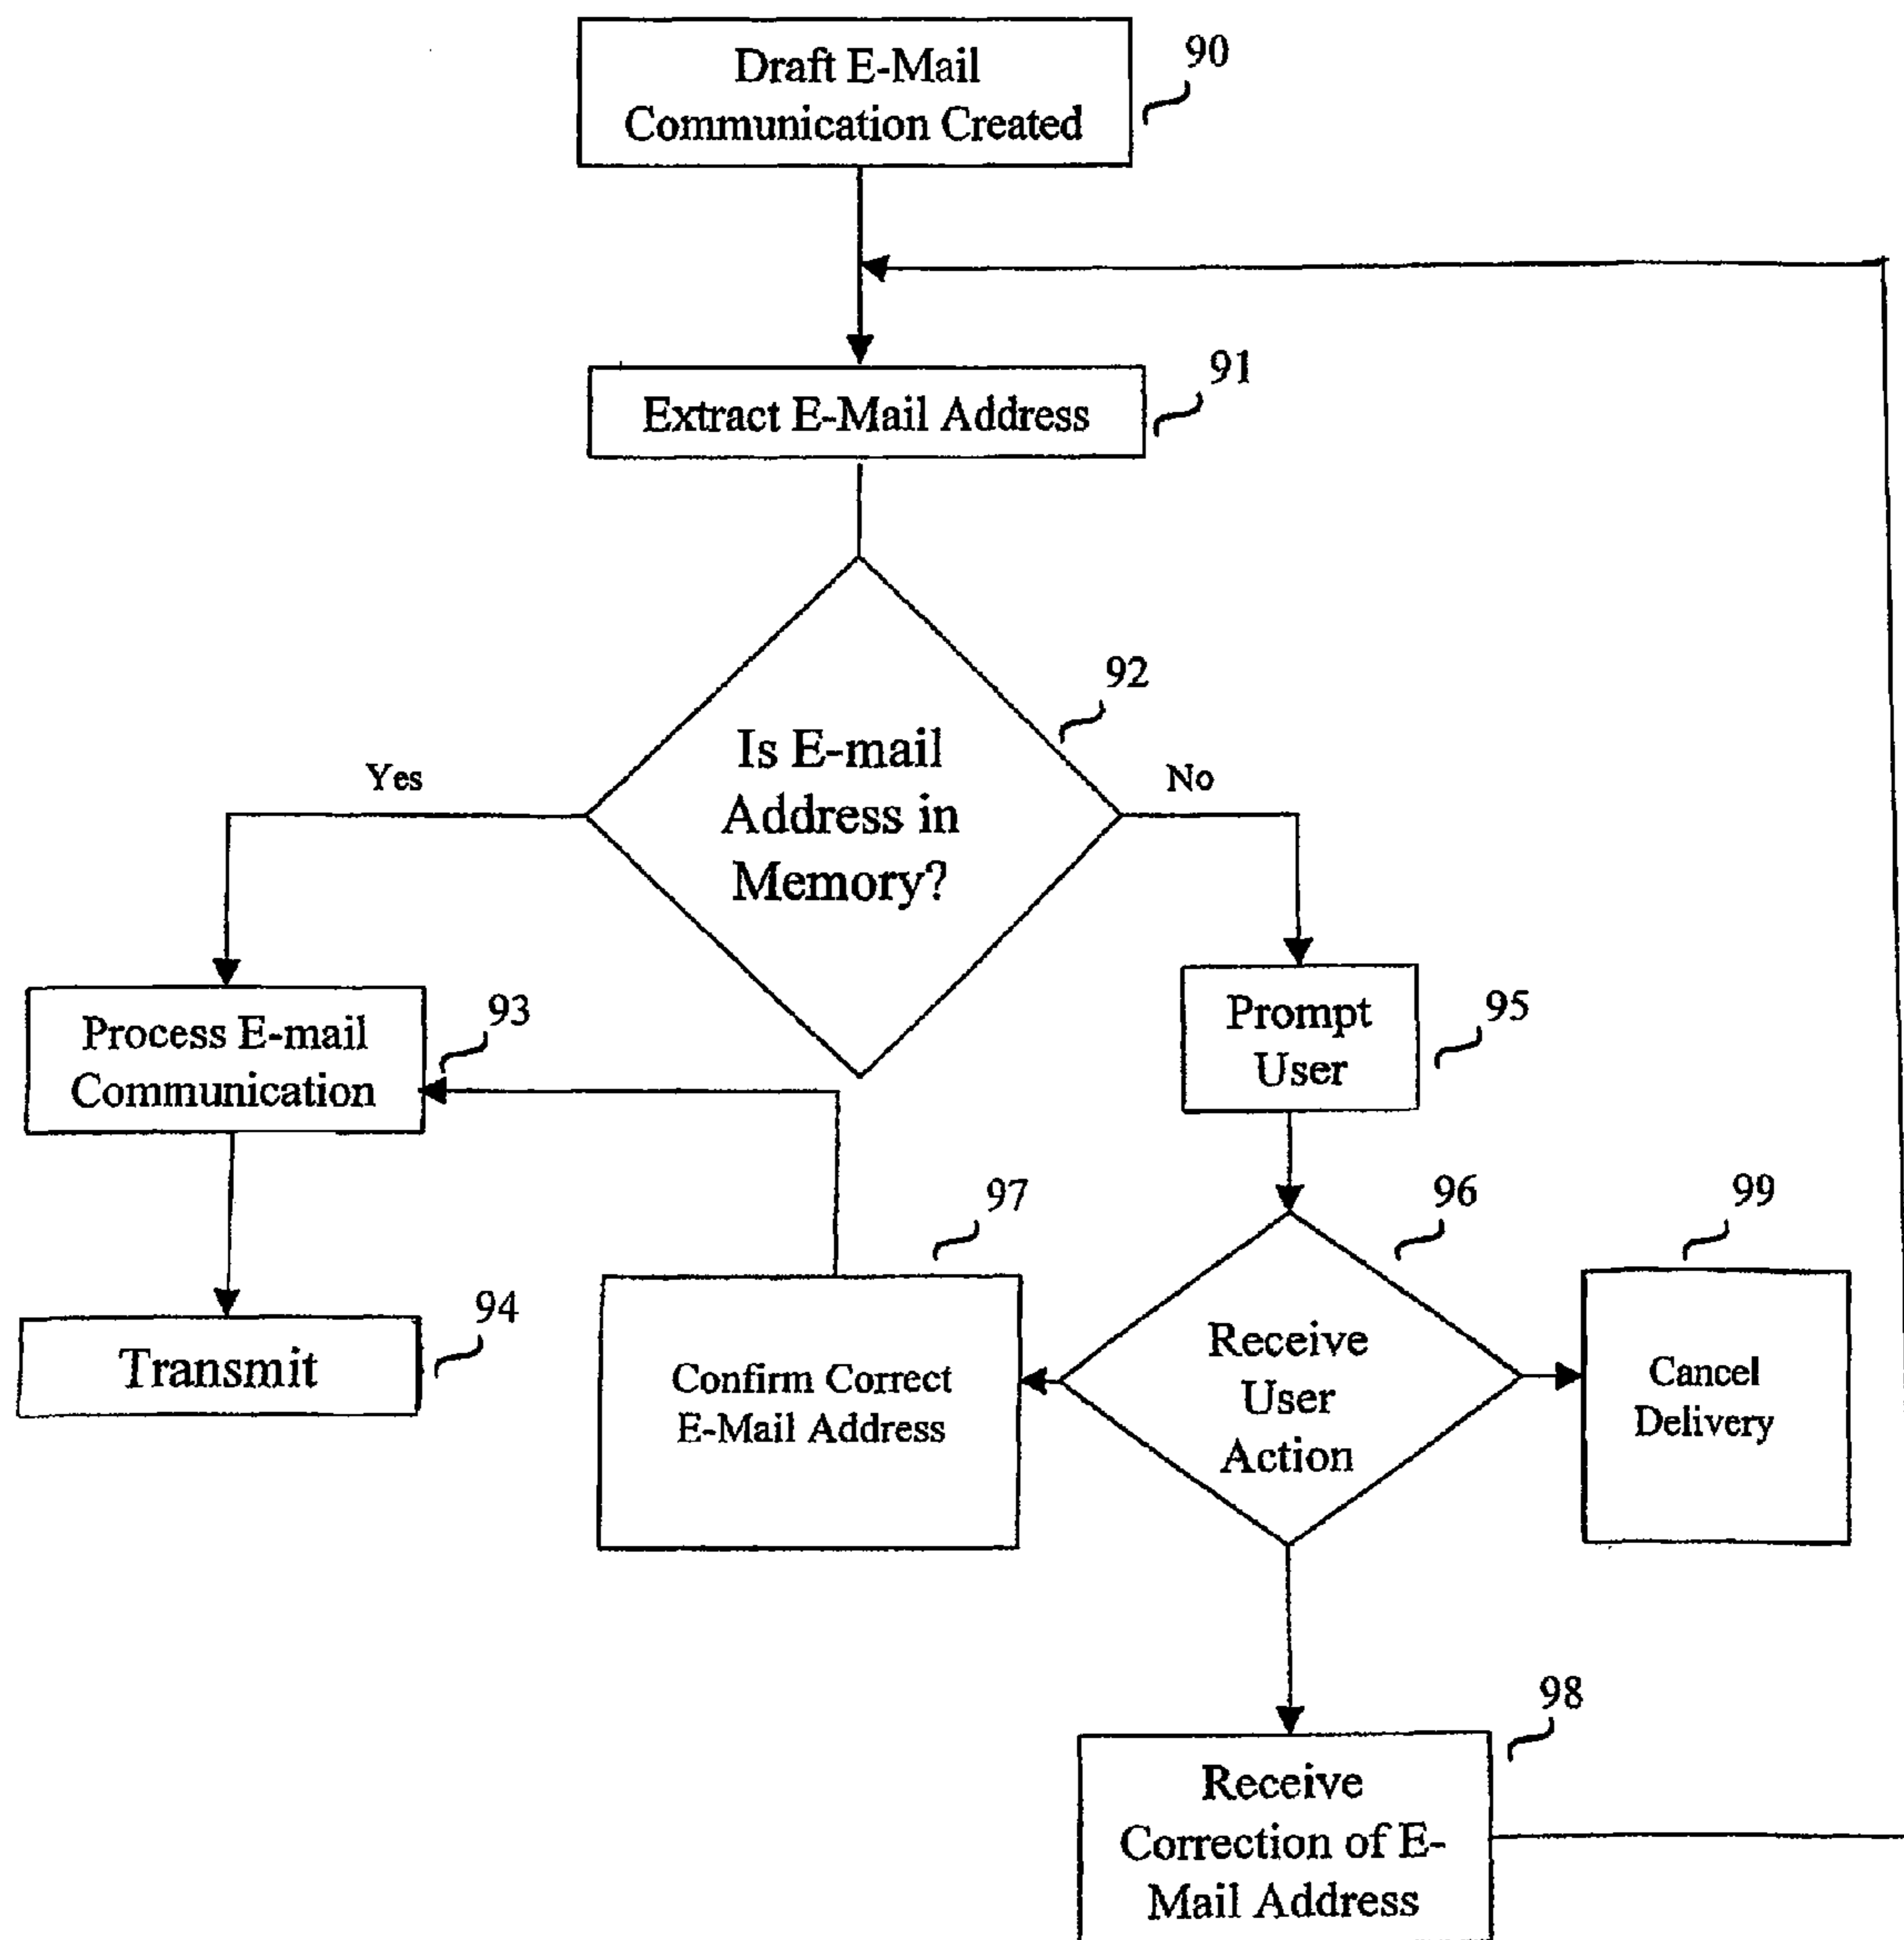 Draft E-Mail
Communication Created
90
Extract E-Mail Address
91
92
Is E-mail
Address in
Memory?
Yes
No
Process E-mail
Communication
93
Prompt
User
95
Transmit
94
97
Confirm Correct
E-Mail Address
96
Receive
User
Action
99
Cancel
Delivery
98
Receive
Correction of E-
Mail Address